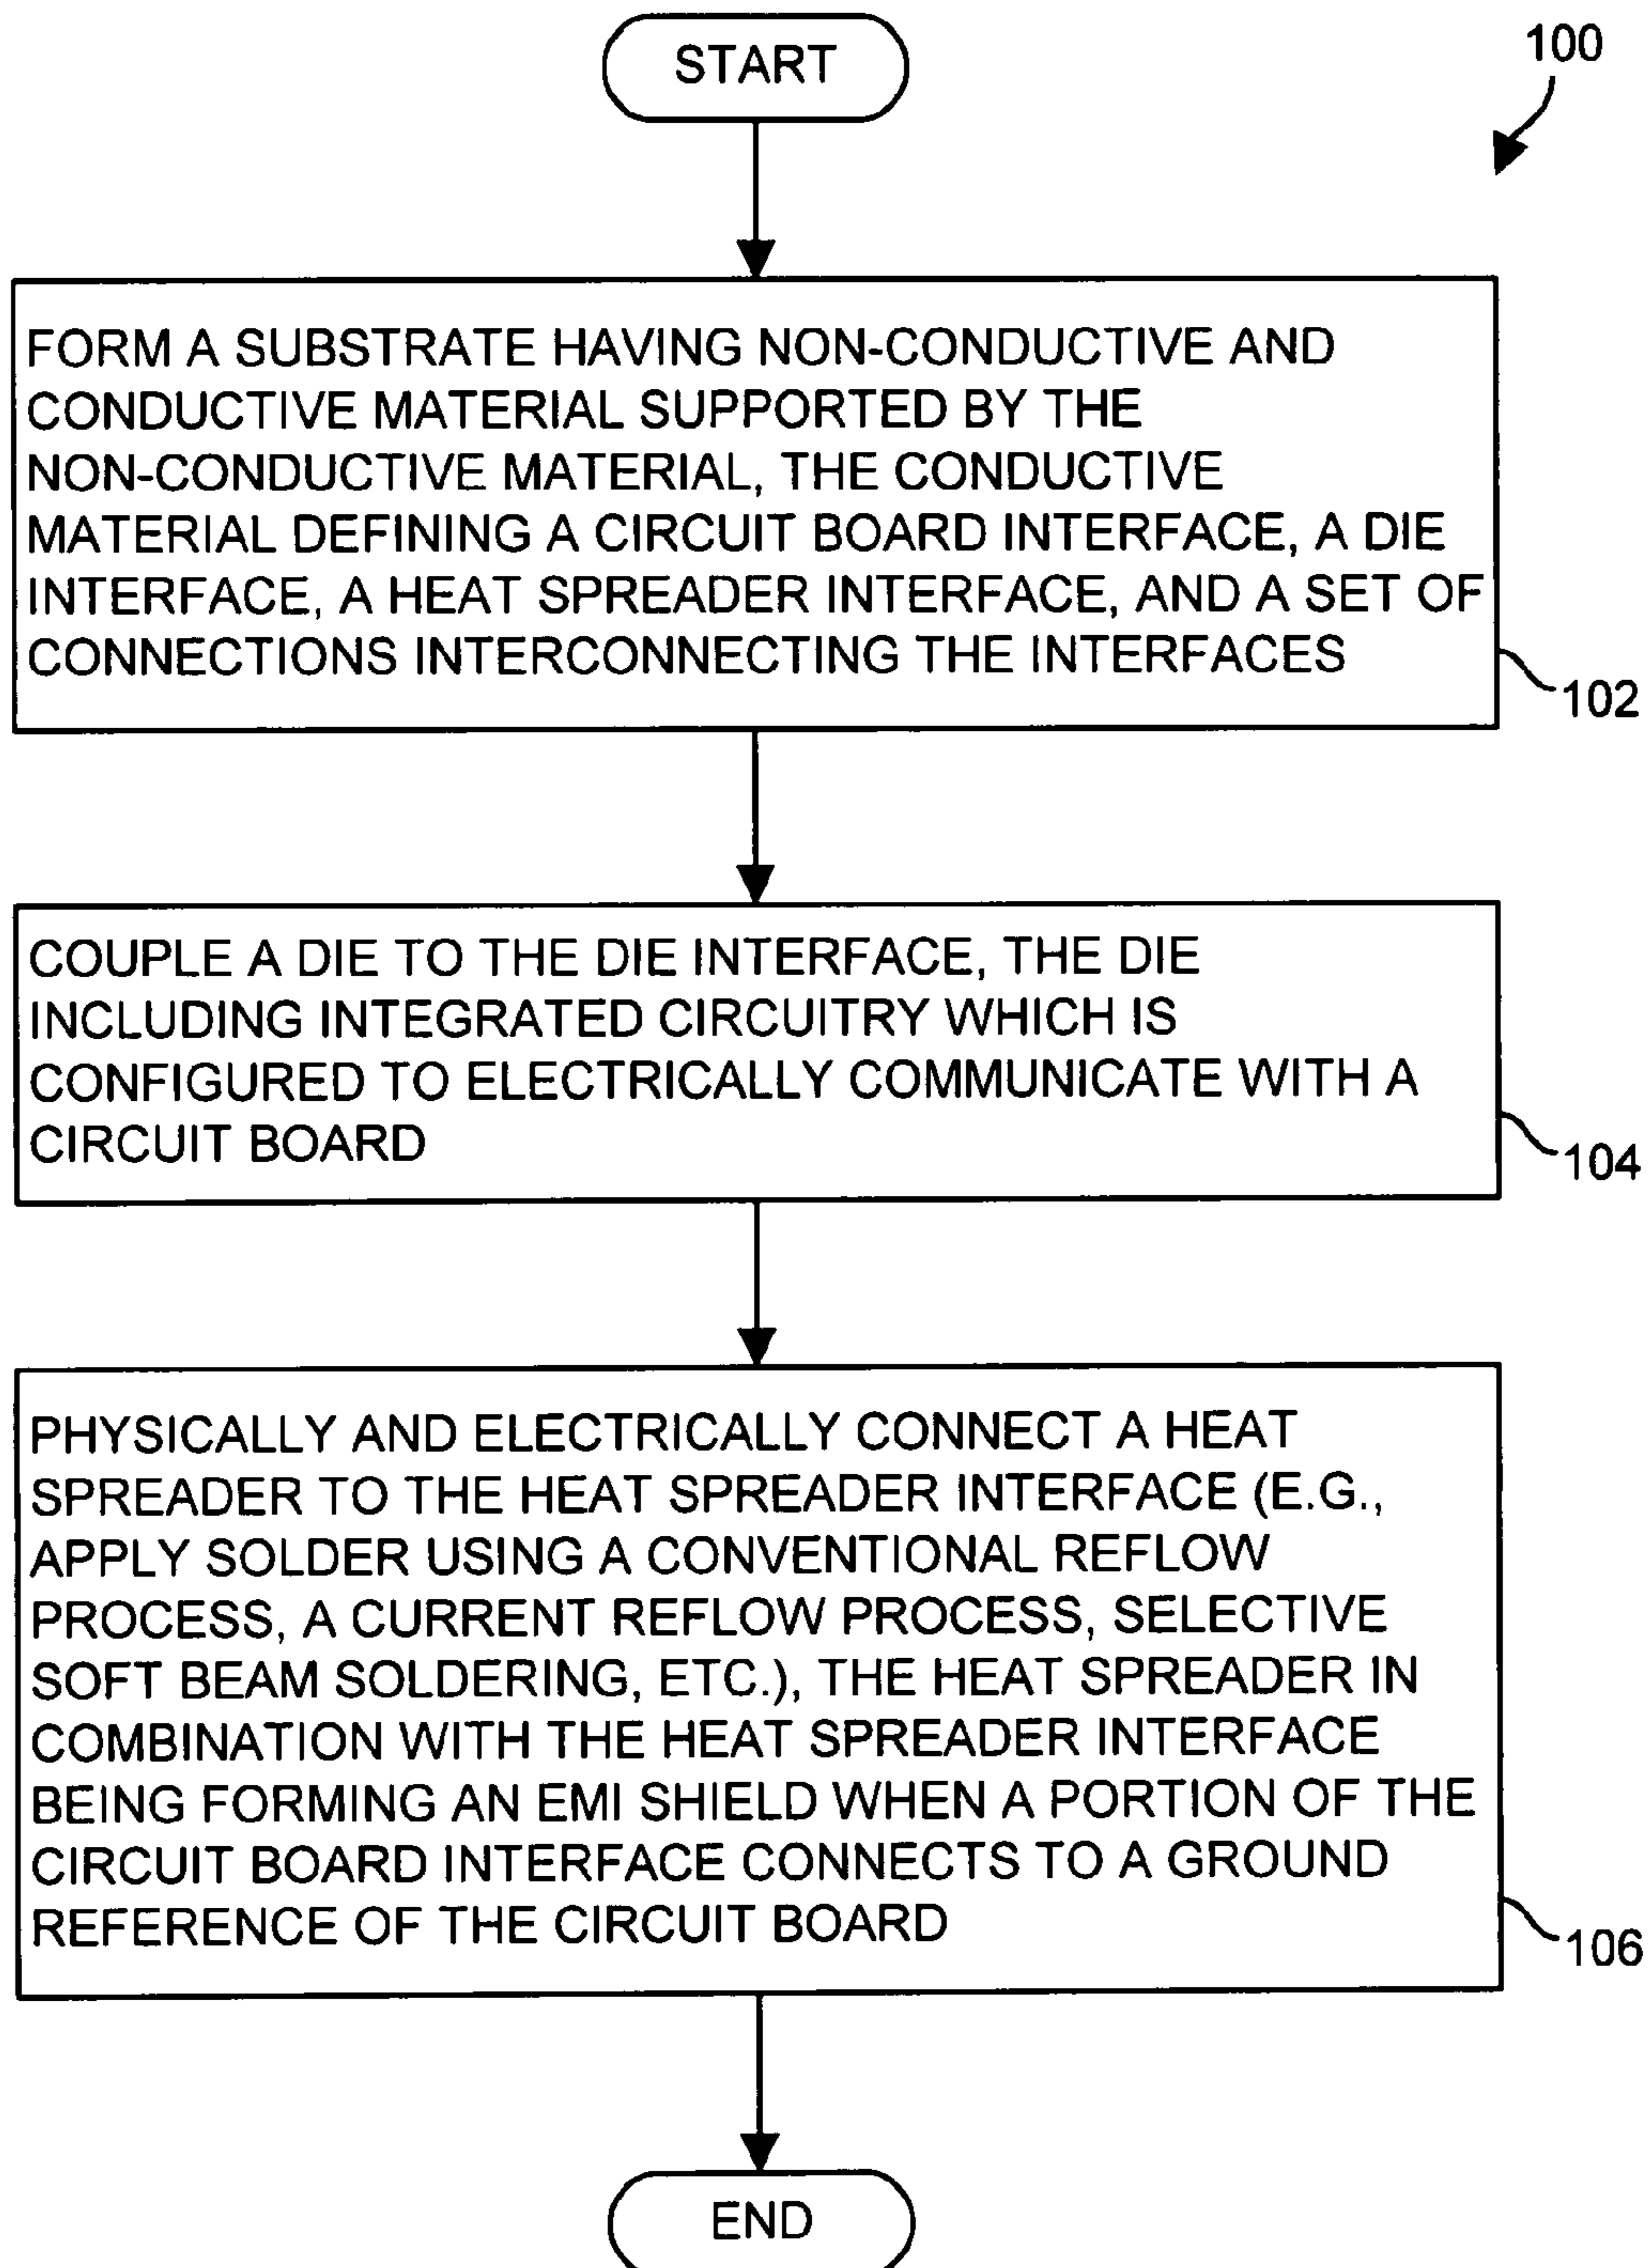 START
100
FORM A SUBSTRATE HAVING NON-CONDUCTIVE AND
CONDUCTIVE MATERIAL SUPPORTED BY THE
NON-CONDUCTIVE MATERIAL, THE CONDUCTIVE
MATERIAL DEFINING A CIRCUIT BOARD INTERFACE, A DIE
INTERFACE, A HEAT SPREADER INTERFACE, AND A SET OF
CONNECTIONS INTERCONNECTING THE INTERFACES
102
COUPLE A DIE TO THE DIE INTERFACE, THE DIE
INCLUDING INTEGRATED CIRCUITRY WHICH IS
CONFIGURED TO ELECTRICALLY COMMUNICATE WITH A
CIRCUIT BOARD
104
PHYSICALLY AND ELECTRICALLY CONNECT A HEAT
SPREADER TO THE HEAT SPREADER INTERFACE (E.G.,
APPLY SOLDER USING A CONVENTIONAL REFLOW
PROCESS, A CURRENT REFLOW PROCESS, SELECTIVE
SOFT BEAM SOLDERING, ETC.), THE HEAT SPREADER IN
COMBINATION WITH THE HEAT SPREADER INTERFACE
BEING FORMING AN EMI SHIELD WHEN A PORTION OF THE
CIRCUIT BOARD INTERFACE CONNECTS TO A GROUND
REFERENCE OF THE CIRCUIT BOARD
106
END